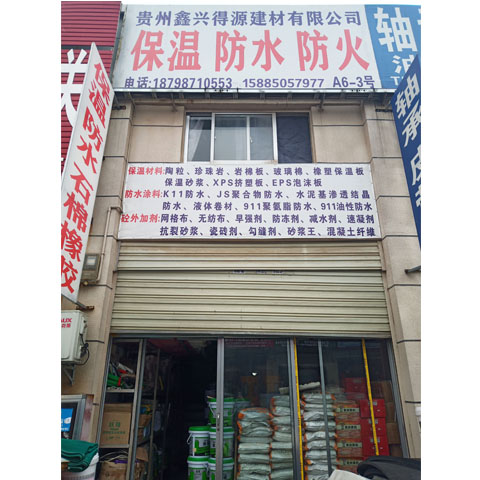 贵州鑫兴得源建材有限公司
保温 防水 防火
电话:18798710553 15885057977 A6-3号
保温材料:陶粒、珍珠岩、岩棉板、玻璃棉、橡塑保温板
保温砂浆、XPS挤塑板、EPS泡沫板
防水涂料:K11防水、JS聚合物防水、水泥基渗透结晶
防水、液体卷材、911聚氨脂防水、911油性防水
砼外加剂:网格布、无纺布、早强剂、防冻剂、减水剂、速凝剂
抗裂砂浆、瓷砖剂、勾缝剂、砂浆王、混凝土纤维
保温防水石棉橡胶
轴
轴承